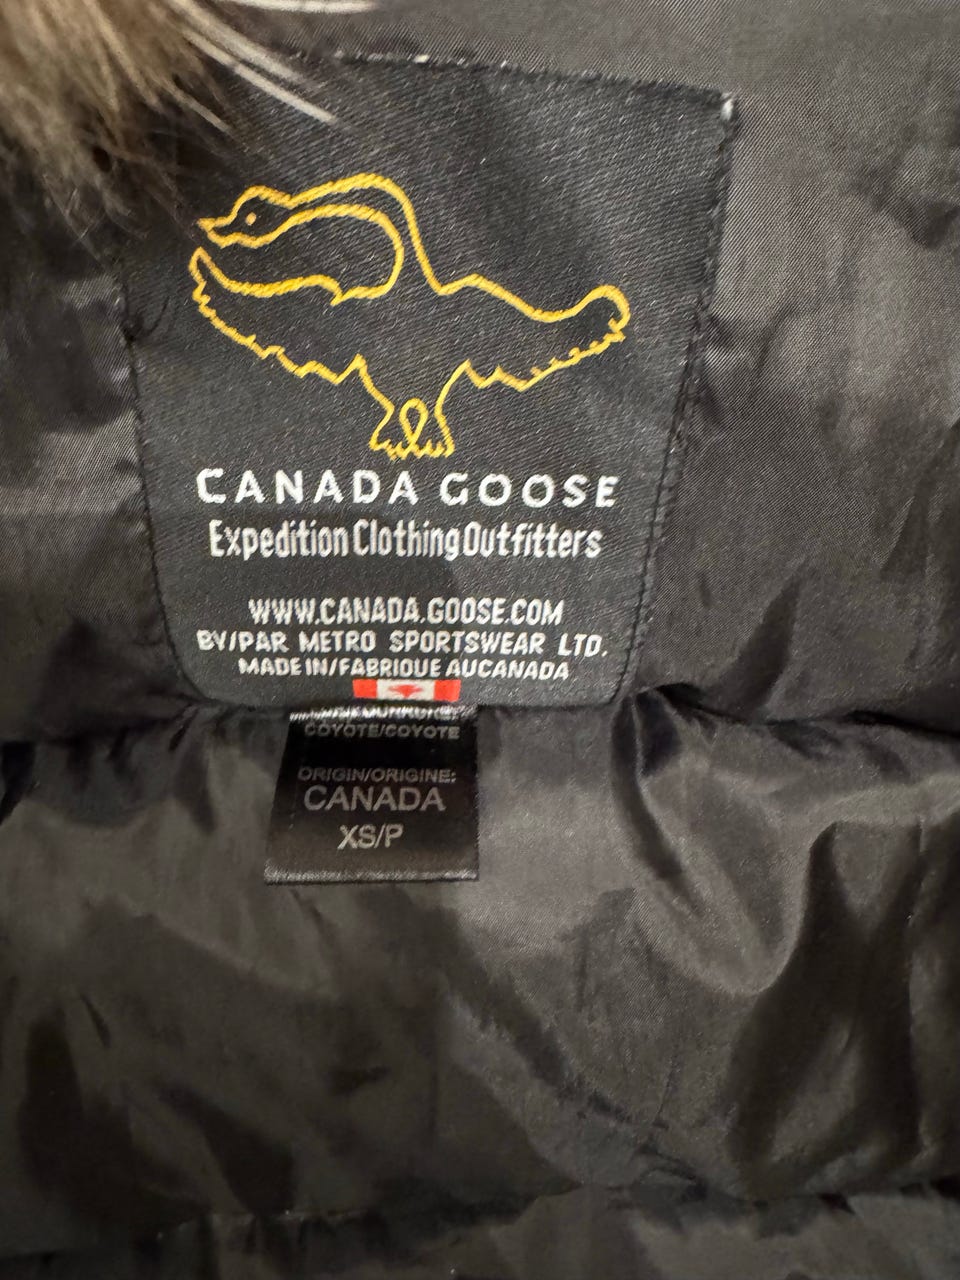 CANADA GOOSE
Expedition Clothing Outfitters
WWW.CANADA.GOOSE.COM
BY/PAR METRO SPORTSWEAR LTD.
MADE IN/FABRIQUE AUCANADA
COYOTE/COYOTE
ORIGIN/ORIGINE:
CANADA
XS/P